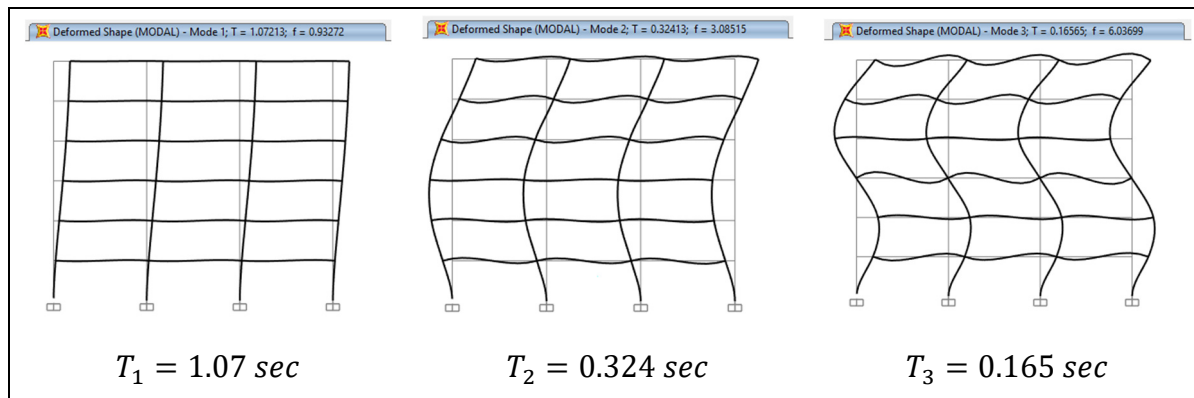 Deformed Shape (MODAL) - Mode 1; T = 1.07213; f = 0.93272
Deformed Shape (MODAL) - Mode 2; T = 0.32413; f = 3.08515
Deformed Shape (MODAL) - Mode 3; T = 0.16565; f = 6.03699
T₁ = 1.07 sec
T₂ = 0.324 sec
T₃ = 0.165 sec